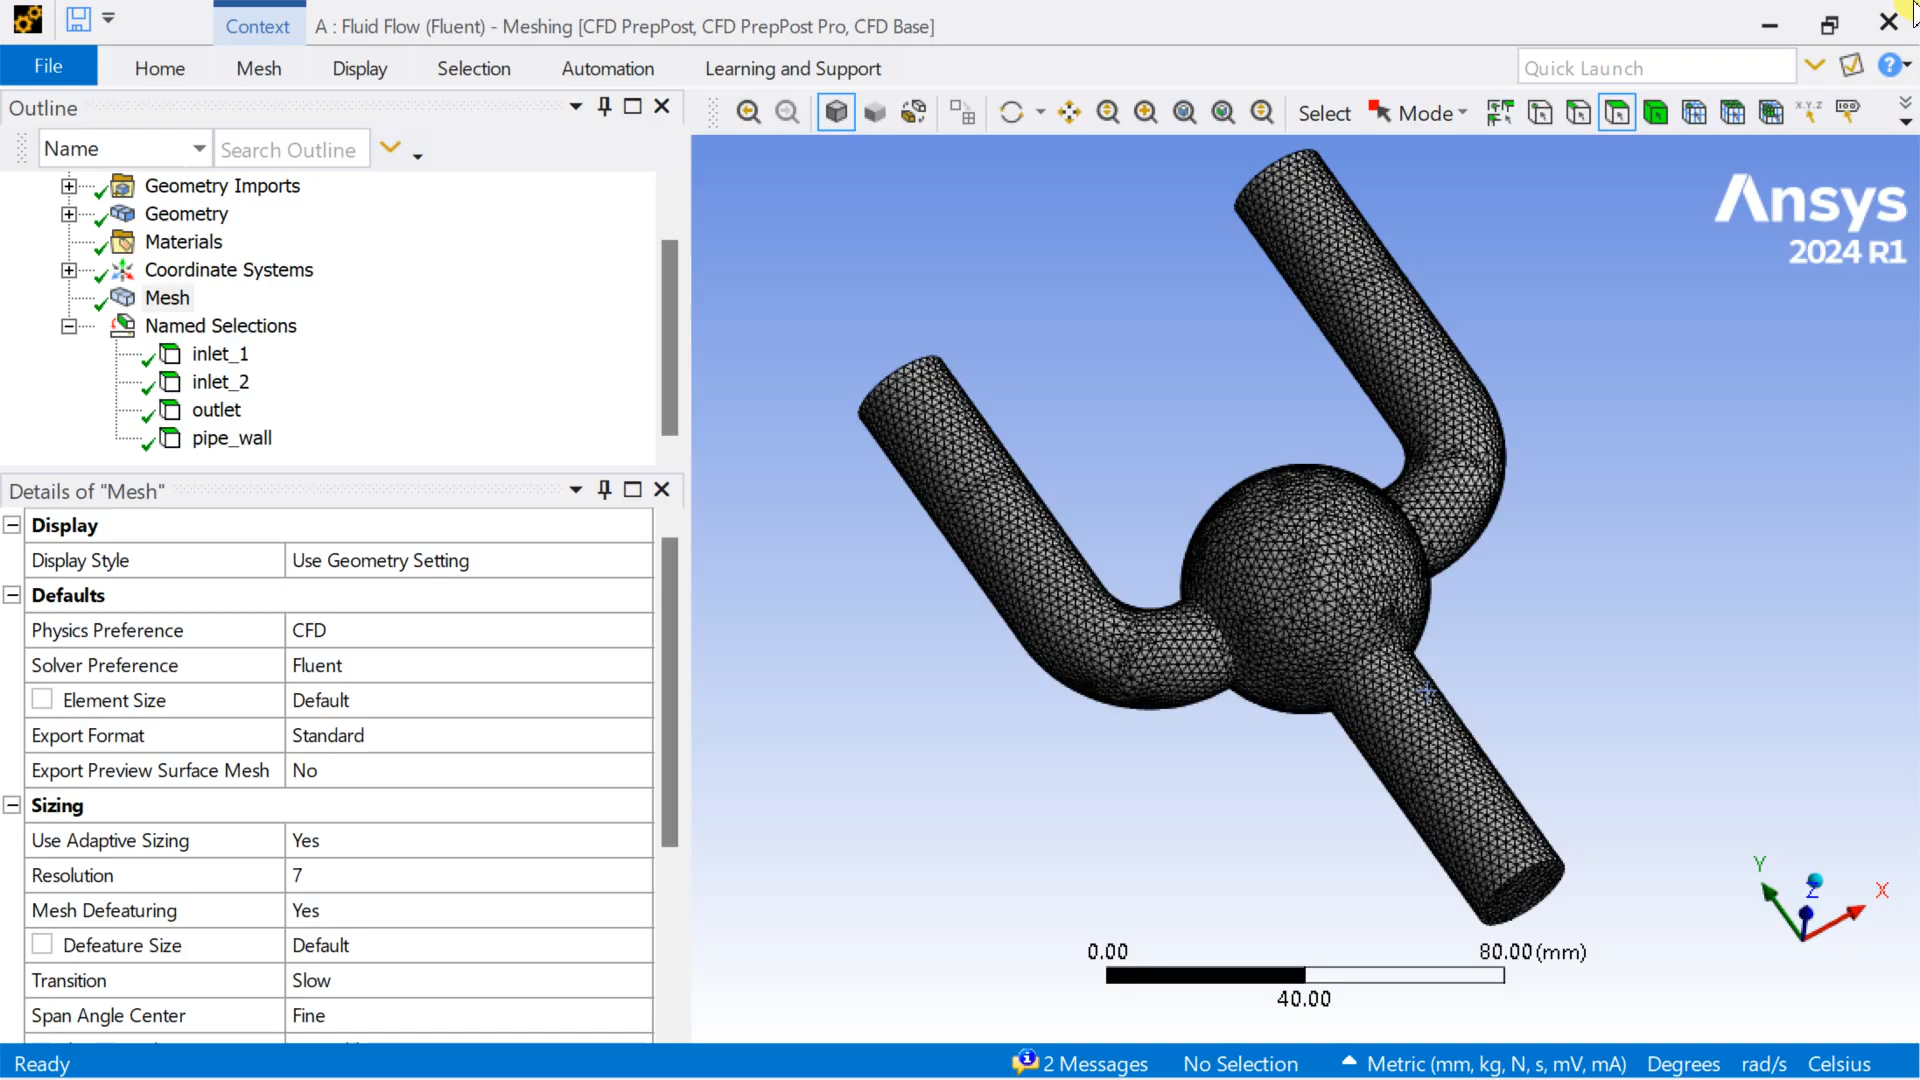 Context
A : Fluid Flow (Fluent) - Meshing [CFD PrepPost, CFD PrepPost Pro, CFD Base]
File
Home
Mesh
Display
Selection
Automation
Learning and Support
Quick Launch
Outline
Name
Search Outline
Select
Mode
Geometry Imports
Geometry
Materials
Coordinate Systems
Mesh
Named Selections
inlet_1
inlet_2
outlet
pipe_wall
Details of "Mesh"
Display
Display Style Use Geometry Setting
Defaults
Physics Preference CFD
Solver Preference Fluent
Element Size Default
Export Format Standard
Export Preview Surface Mesh No
Sizing
Use Adaptive Sizing Yes
Resolution 7
Mesh Defeaturing Yes
Defeature Size Default
Transition Slow
Span Angle Center Fine
Ansys
2024 R1
Y
Z
X
0.00 80.00(mm)
40.00
Ready
2 Messages
No Selection
Metric (mm, kg, N, s, mV, mA)
Degrees
rad/s
Celsius